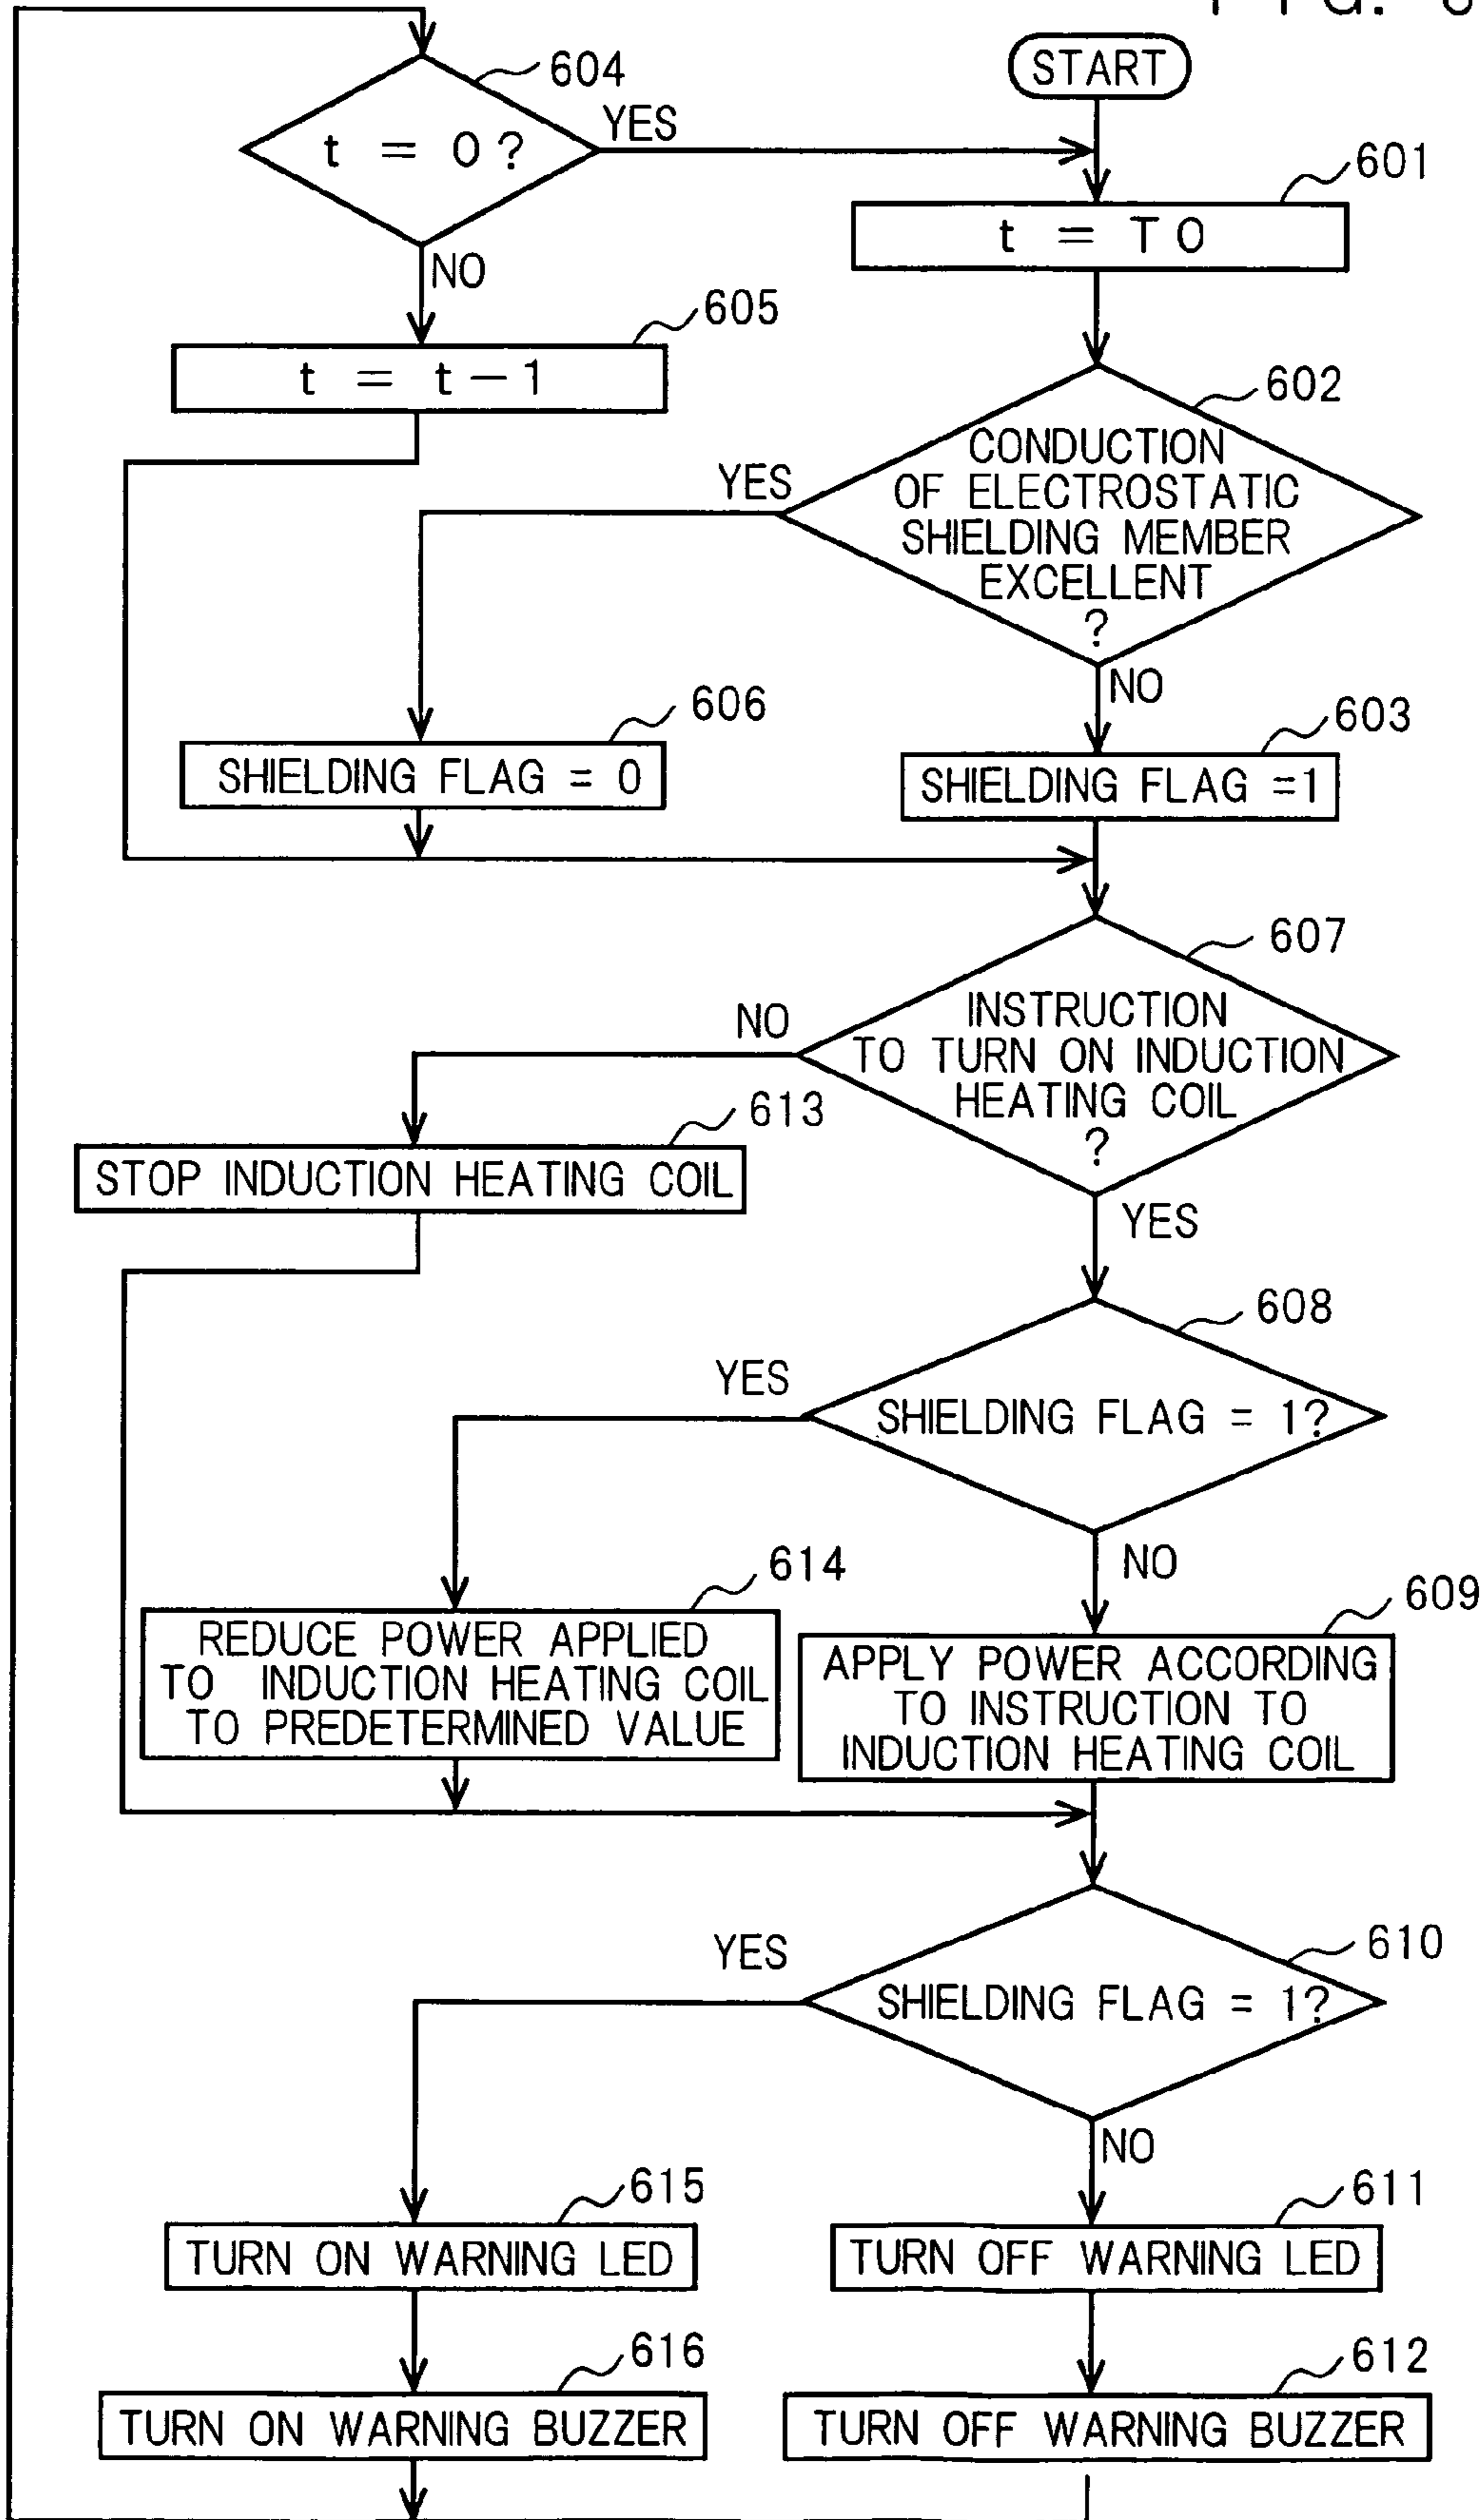 FIG.
START
604
YES
t = 0 ?
601
t = T0
NO
605
t = t-1
602
CONDUCTION
OF ELECTROSTATIC
SHIELDING MEMBER
EXCELLENT
?
YES
NO
606
SHIELDING FLAG = 0
603
SHIELDING FLAG =1
607
INSTRUCTION
TO TURN ON INDUCTION
HEATING COIL
?
NO
613
STOP INDUCTION HEATING COIL
YES
608
SHIELDING FLAG = 1?
YES
NO
614
REDUCE POWER APPLIED
TO INDUCTION HEATING COIL
TO PREDETERMINED VALUE
609
APPLY POWER ACCORDING
TO INSTRUCTION TO
INDUCTION HEATING COIL
610
SHIELDING FLAG = 1?
YES
NO
615
TURN ON WARNING LED
611
TURN OFF WARNING LED
616
TURN ON WARNING BUZZER
612
TURN OFF WARNING BUZZER